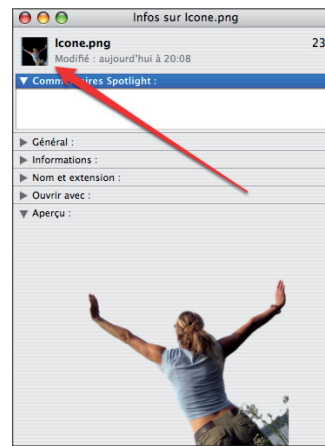 Infos sur Icone.png
Icone.png 23
Modifié : aujourd'hui à 20:08
Spotlight :
Général :
Informations :
Nom et extension :
Ouvrir avec :
Aperçu :